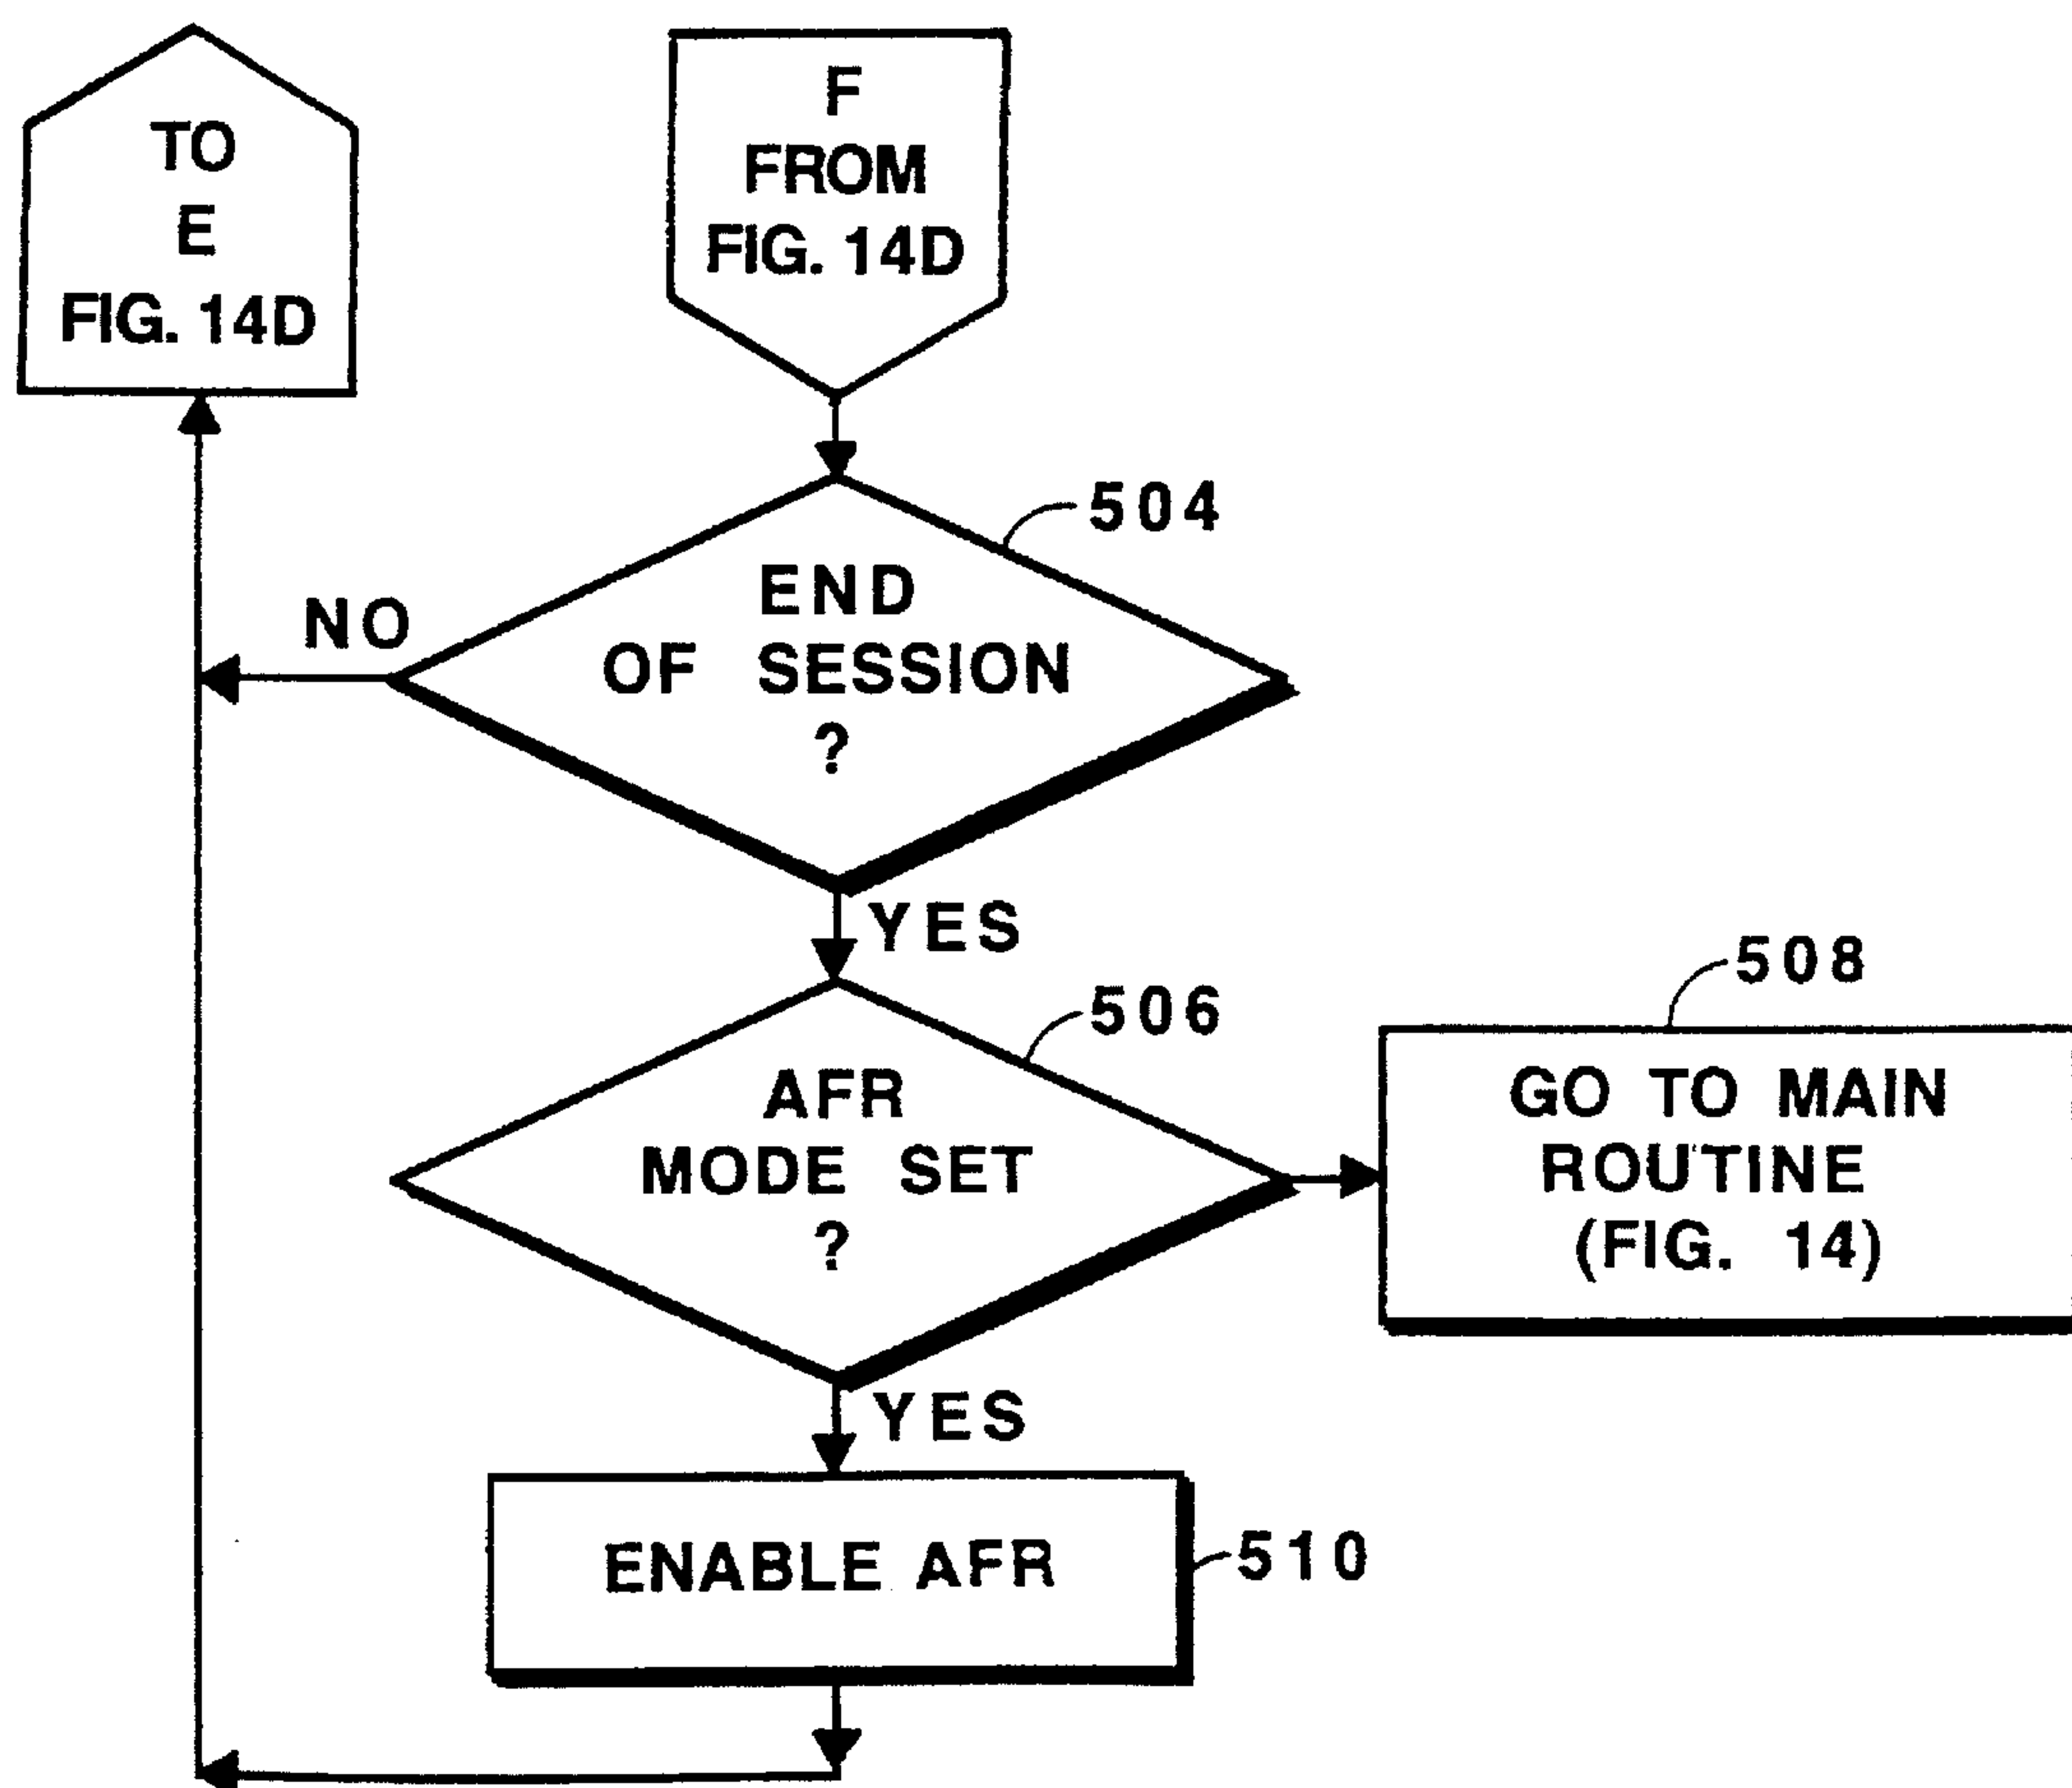 TO
E
FIG. 14D
F
FROM
FIG. 14D
504
END
OF SESSION
?
NO
YES
506
AFR
MODE SET
?
508
GO TO MAIN
ROUTINE
(FIG. 14)
YES
ENABLE AFR
510